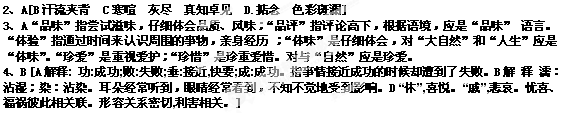 2、A[B汗流夹背  C寒喧  灰尽  真知卓见  D.掂念  色彩斑谰]
3、A“品味”指尝试滋味，仔细体会品质、风味；“品评”指评论高下，根据语境，应是“品味” 语言。
“体验”指通过时间来认识周围的事物，亲身经历 ；“体味”是仔细体会，对“大自然”和“人生”应是
“体味”。“珍爱”是重视爱护；“珍惜”是珍重爱惜。对与“自然”应是珍爱。
4、B [A解释: 功:成功;败:失败;垂:接近,快要;成:成功。指事情接近成功的时候却遭到了失败。B 解 释 濡：
沾湿；染：沾染。耳朵经常听到，眼睛经常看到，不知不觉地受到影响。D “休”,喜悦。“戚”,悲哀。忧喜、
福祸彼此相关联。形容关系密切,利害相关。]